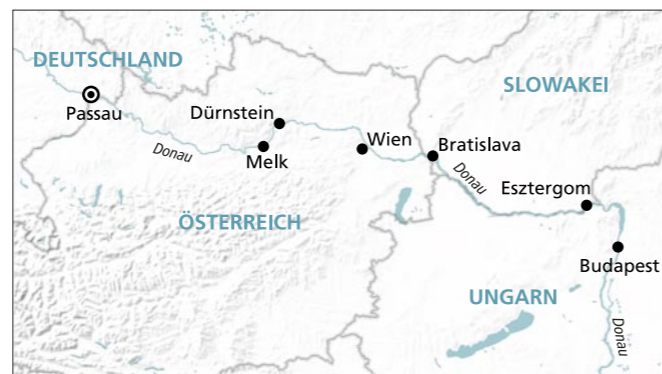 DEUTSCHLAND
SLOWAKEI
Passau
Dürnstein
Donau
Melk
Wien
Bratislava
Donau
Esztergom
ÖSTERREICH
Budapest
UNGARN
Donau